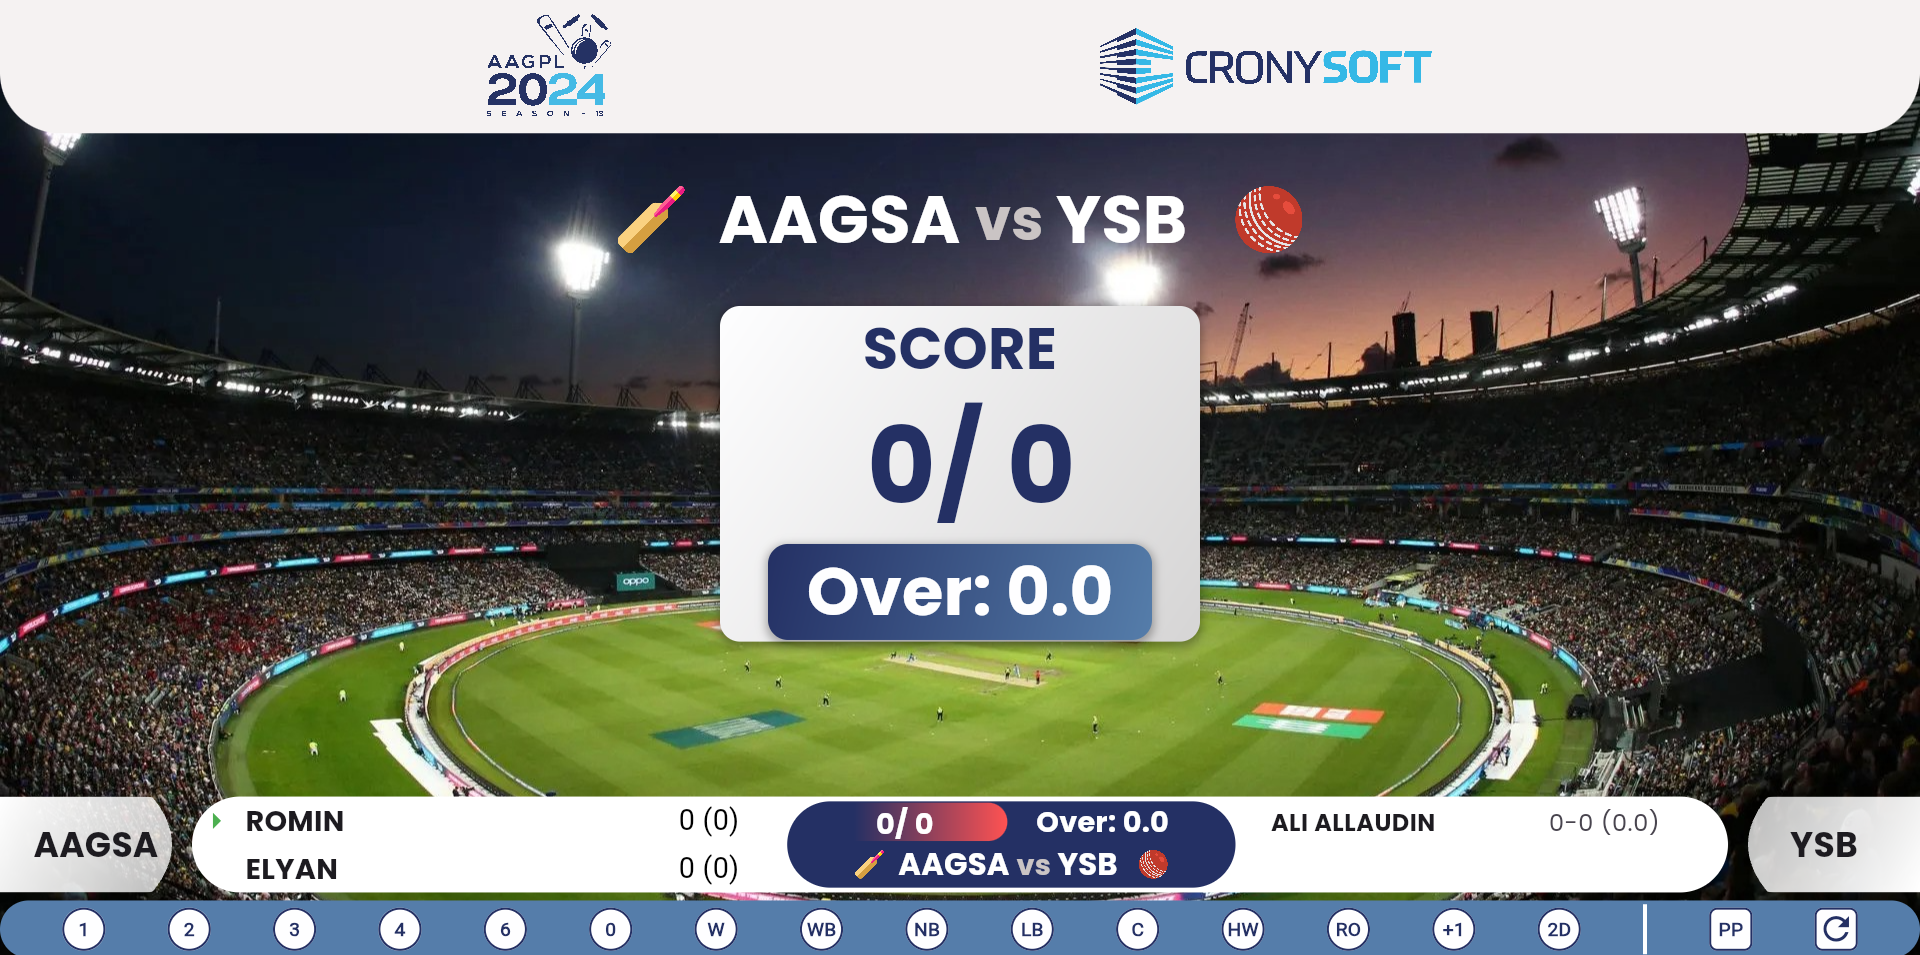 AAGPL
2024
SEASON - 13
CRONYSOFT
AAGSA vs YSB
SCORE
0/ 0
Over: 0.0
oppo
AAGSA
ROMIN 0 (0)
ELYAN 0 (0)
0/ 0 Over: 0.0
AAGSA vs YSB
ALI ALLAUDIN 0-0 (0.0)
YSB
1 2 3 4 6 0 W WB NB LB C HW RO +1 2D PP